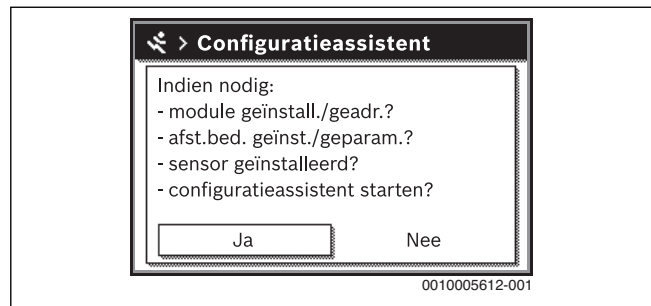 > Configuratieassistent
Indien nodig:
- module geïnstall./geadr.?
- afst.bed. geïnst./geparam.?
- sensor geïnstalleerd?
- configuratieassistent starten?
Ja Nee
0010005612-001